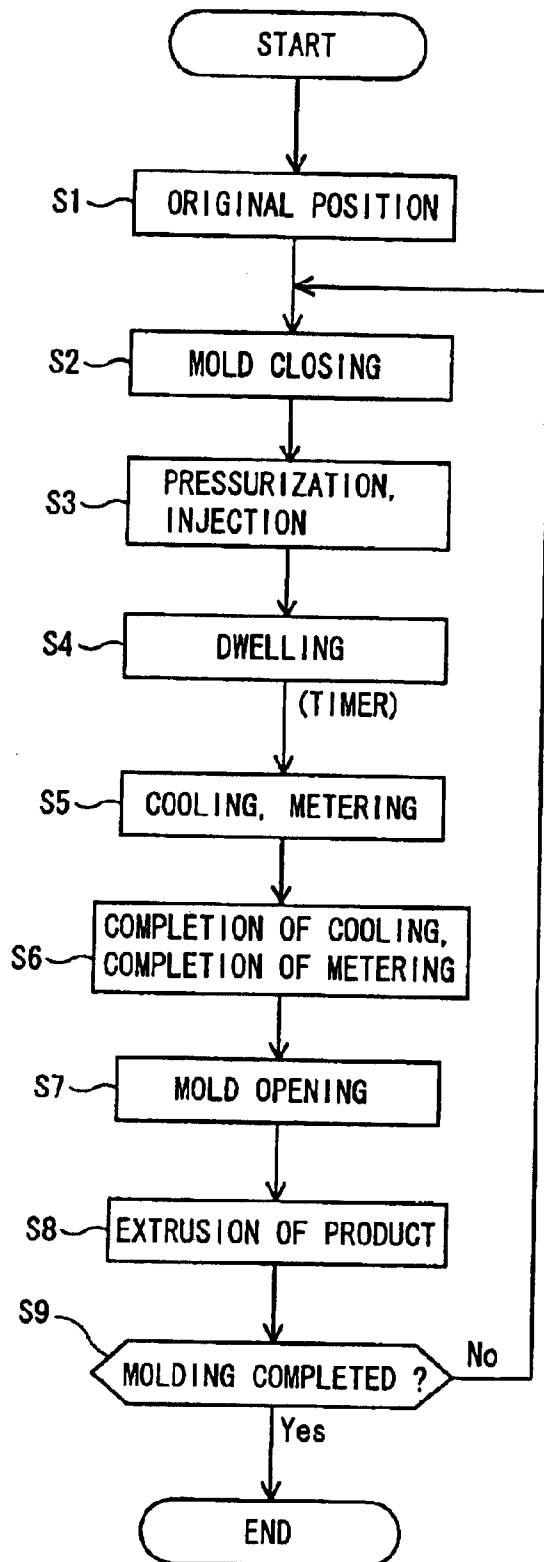 START
S1 ORIGINAL POSITION
S2 MOLD CLOSING
S3 PRESSURIZATION,
INJECTION
S4 DWELLING
(TIMER)
S5 COOLING, METERING
S6 COMPLETION OF COOLING,
COMPLETION OF METERING
S7 MOLD OPENING
S8 EXTRUSION OF PRODUCT
S9 MOLDING COMPLETED ?
No
Yes
END